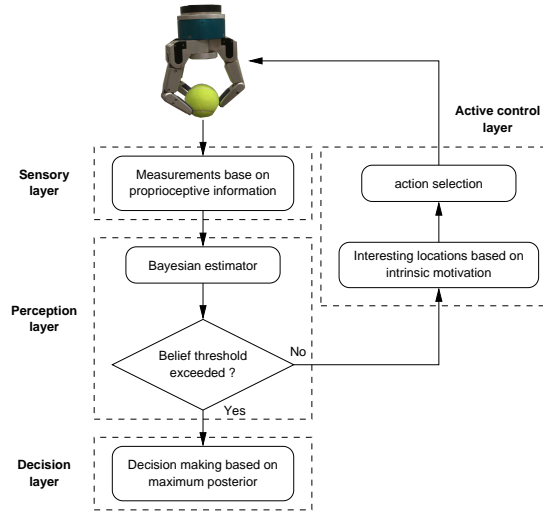 Active control
layer
Sensory
layer
Measurements base on
proprioceptive information
action selection
Bayesian estimator
Interesting locations based on
intrinsic motivation
Perception
layer
Belief threshold
exceeded ?
No
Yes
Decision
layer
Decision making based on
maximum posterior